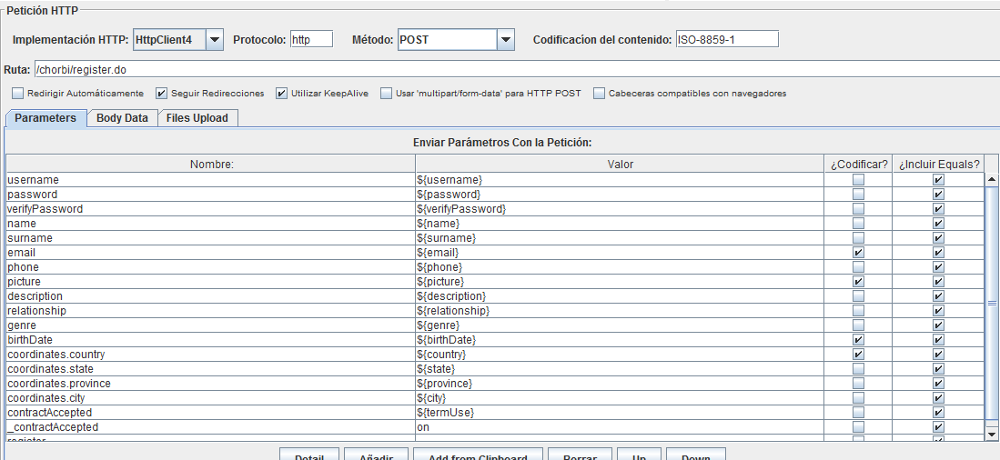 Petición HTTP
Implementación HTTP: HttpClient4 Protocolo: http Método: POST Codificacion del contenido: ISO-8859-1
Ruta: /chorbi/register.do
Redirigir Automáticamente Seguir Redirecciones Utilizar KeepAlive Usar 'multipart/form-data' para HTTP POST Cabeceras compatibles con navegadores
Parameters Body Data Files Upload
Enviar Parámetros Con la Petición:
Nombre: Valor ¿Codificar? ¿Incluir Equals?
username ${username}
password ${password}
verifyPassword ${verifyPassword}
name ${name}
surname ${surname}
email ${email}
phone ${phone}
picture ${picture}
description ${description}
relationship ${relationship}
genre ${genre}
birthDate ${birthDate}
coordinates.country ${country}
coordinates.state ${state}
coordinates.province ${province}
coordinates.city ${city}
contractAccepted ${termUse}
_contractAccepted on
register
Detail Añadir Add from Clipboard Borrar Up Down